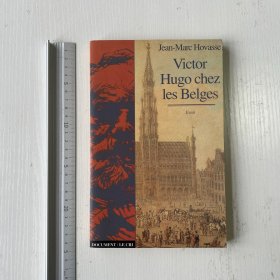 Jean-Marc Hovasse
Victor
Hugo chez
les Belges
Essai
DOCUMENT - LE CRI